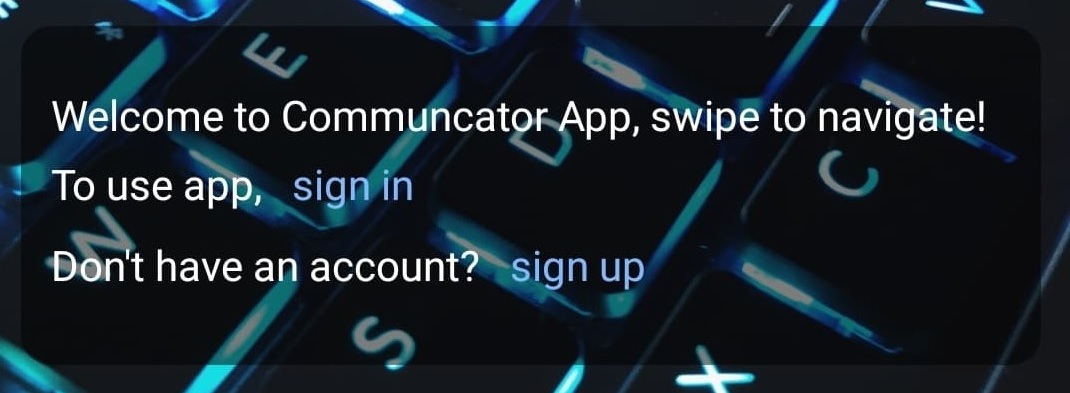 Welcome to Communcator App, swipe to navigate!
To use app, sign in
Don't have an account? sign up
E
D
C
W
S
X